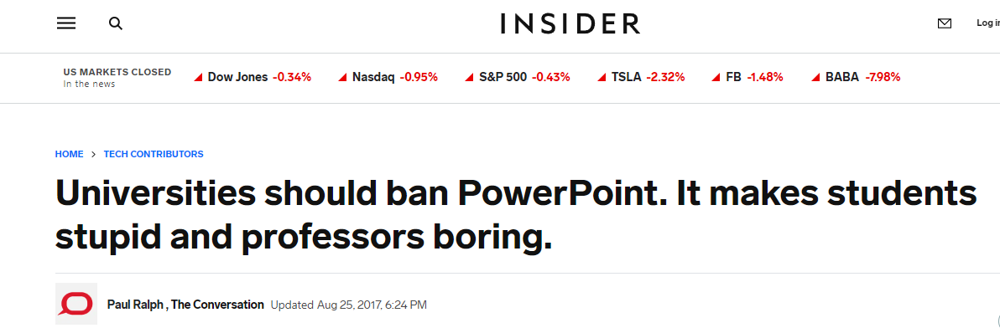 INSIDER
Log in
US MARKETS CLOSED
In the news
Dow Jones -0.34%
Nasdaq -0.95%
S&P 500 -0.43%
TSLA -2.32%
FB -1.48%
BABA -7.98%
HOME > TECH CONTRIBUTORS
Universities should ban PowerPoint. It makes students
stupid and professors boring.
Paul Ralph , The Conversation Updated Aug 25, 2017, 6:24 PM